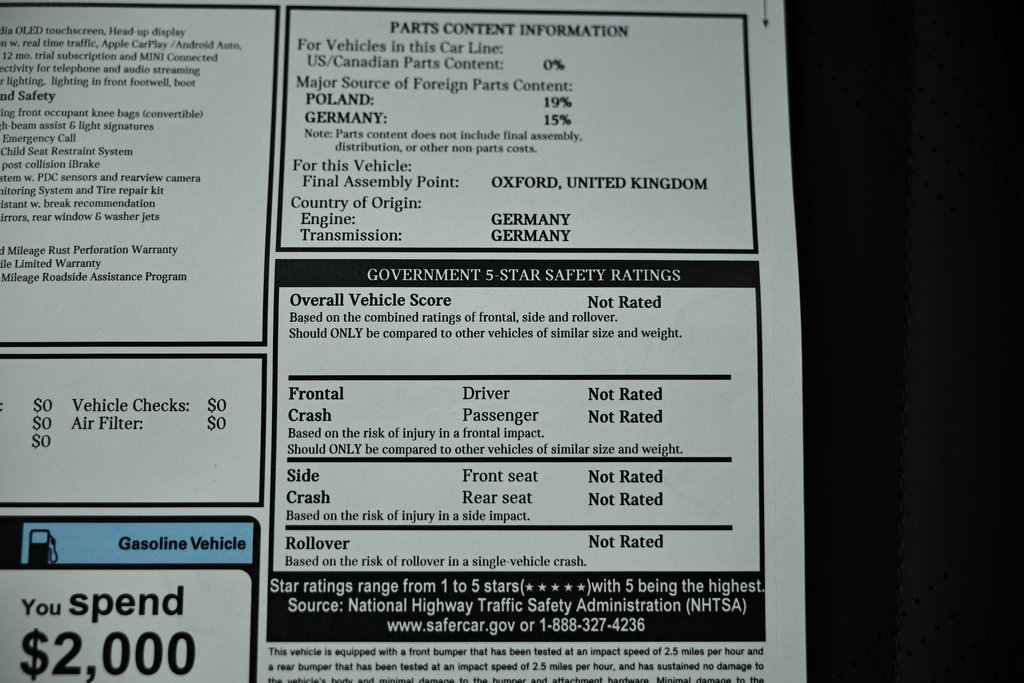 dia OLED touchscreen, Head-up display
n w. real time traffic, Apple CarPlay /Android Auto,
12 mo. trial subscription and MINI Connected
ectivity for telephone and audio streaming
r lighting, lighting in front footwell, boot
nd Safety
ing front occupant knee bags (convertible)
gh-beam assist & light signatures
Emergency Call
Child Seat Restraint System
post collision iBrake
stem w. PDC sensors and rearview camera
nitoring System and Tire repair kit
istant w. break recommendation
irrors, rear window & washer jets
d Mileage Rust Perforation Warranty
ile Limited Warranty
Mileage Roadside Assistance Program
: $0 Vehicle Checks: $0
$0 Air Filter: $0
$0
Gasoline Vehicle
You spend
$2,000
PARTS CONTENT INFORMATION
For Vehicles in this Car Line:
US/Canadian Parts Content: 0%
Major Source of Foreign Parts Content:
POLAND: 19%
GERMANY: 15%
Note: Parts content does not include final assembly,
distribution, or other non-parts costs.
For this Vehicle:
Final Assembly Point: OXFORD, UNITED KINGDOM
Country of Origin:
Engine: GERMANY
Transmission: GERMANY
GOVERNMENT 5-STAR SAFETY RATINGS
Overall Vehicle Score Not Rated
Based on the combined ratings of frontal, side and rollover.
Should ONLY be compared to other vehicles of similar size and weight.
Frontal Driver Not Rated
Crash Passenger Not Rated
Based on the risk of injury in a frontal impact.
Should ONLY be compared to other vehicles of similar size and weight.
Side Front seat Not Rated
Crash Rear seat Not Rated
Based on the risk of injury in a side impact.
Rollover Not Rated
Based on the risk of rollover in a single-vehicle crash.
Star ratings range from 1 to 5 stars(★★★★★)with 5 being the highest.
Source: National Highway Traffic Safety Administration (NHTSA)
www.safercar.gov or 1-888-327-4236
This vehicle is equipped with a front bumper that has been tested at an impact speed of 2.5 miles per hour and
a rear bumper that has been tested at an impact speed of 2.5 miles per hour, and has sustained no damage to
the vehicle's body and minimal damage to the bumper and attachment hardware. Minimal damage to the